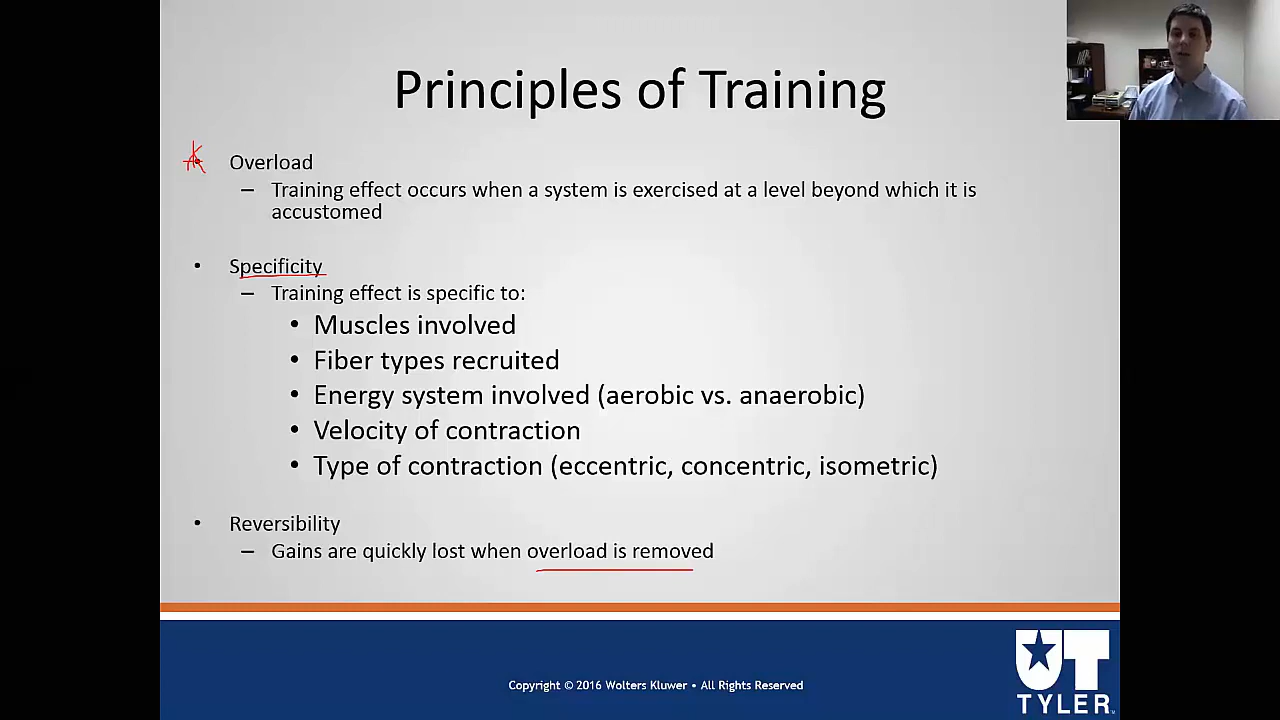 Principles of Training
• Overload
– Training effect occurs when a system is exercised at a level beyond which it is
accustomed
• Specificity
– Training effect is specific to:
• Muscles involved
• Fiber types recruited
• Energy system involved (aerobic vs. anaerobic)
• Velocity of contraction
• Type of contraction (eccentric, concentric, isometric)
• Reversibility
– Gains are quickly lost when overload is removed
Copyright © 2016 Wolters Kluwer • All Rights Reserved
UT
TYLER